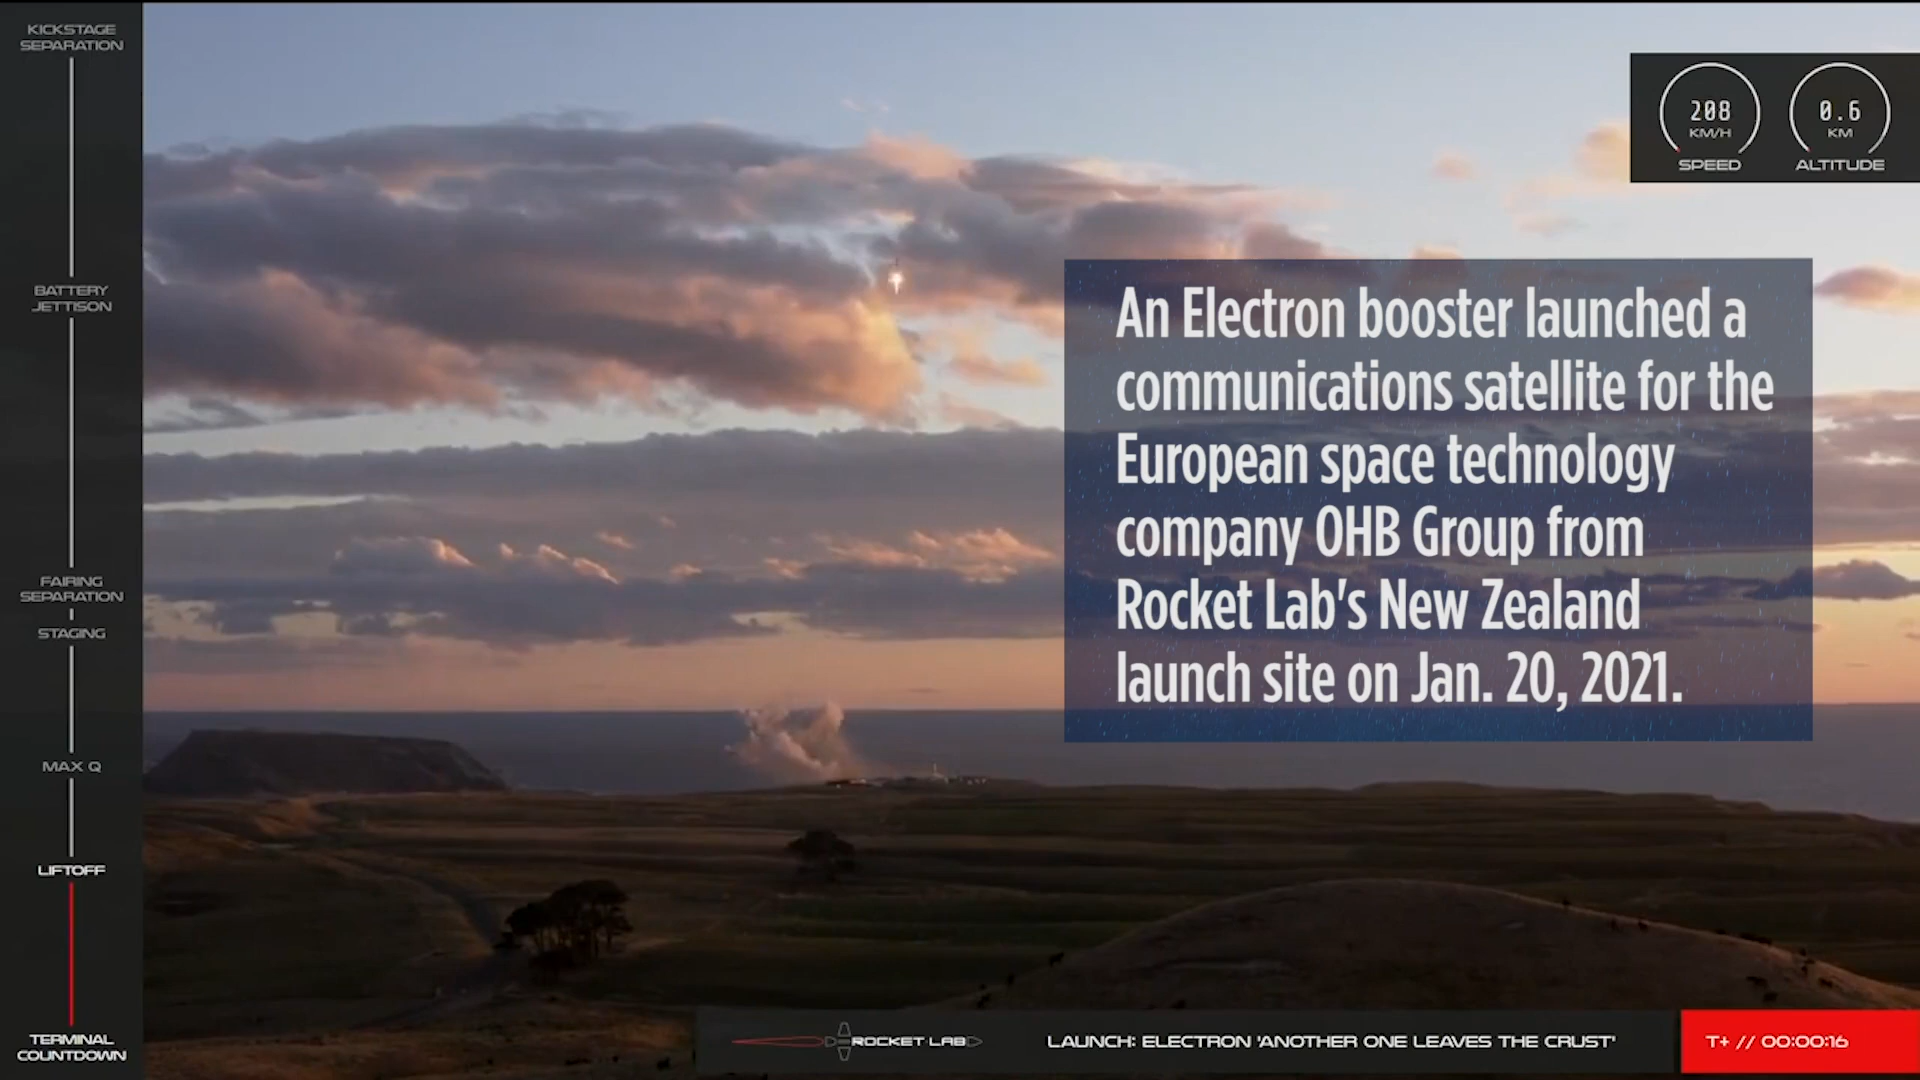 KICKSTAGE
SEPARATION
BATTERY
JETTISON
FAIRING
SEPARATION
STAGING
MAX Q
LIFTOFF
TERMINAL
COUNTDOWN
208
KM/H
SPEED
0.6
KM
ALTITUDE
An Electron booster launched a
communications satellite for the
European space technology
company OHB Group from
Rocket Lab's New Zealand
launch site on Jan. 20, 2021.
ROCKET LAB
LAUNCH: ELECTRON 'ANOTHER ONE LEAVES THE CRUST'
T+ // 00:00:16